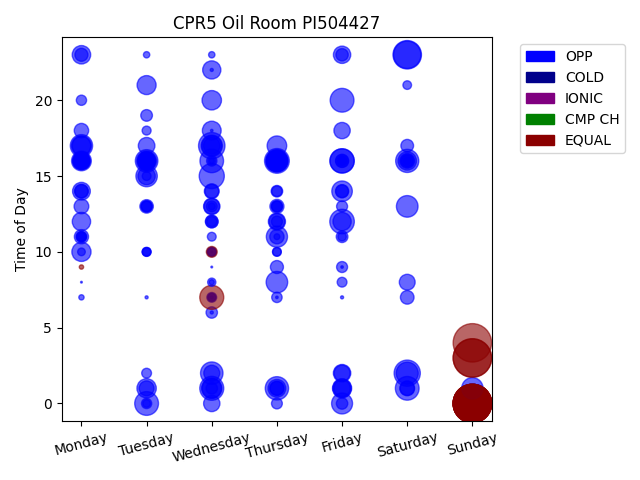 CPR5 Oil Room PI504427
OPP
COLD
IONIC
CMP CH
EQUAL
Time of Day
20
15
10
5
0
Monday
Tuesday
Wednesday
Thursday
Friday
Saturday
Sunday